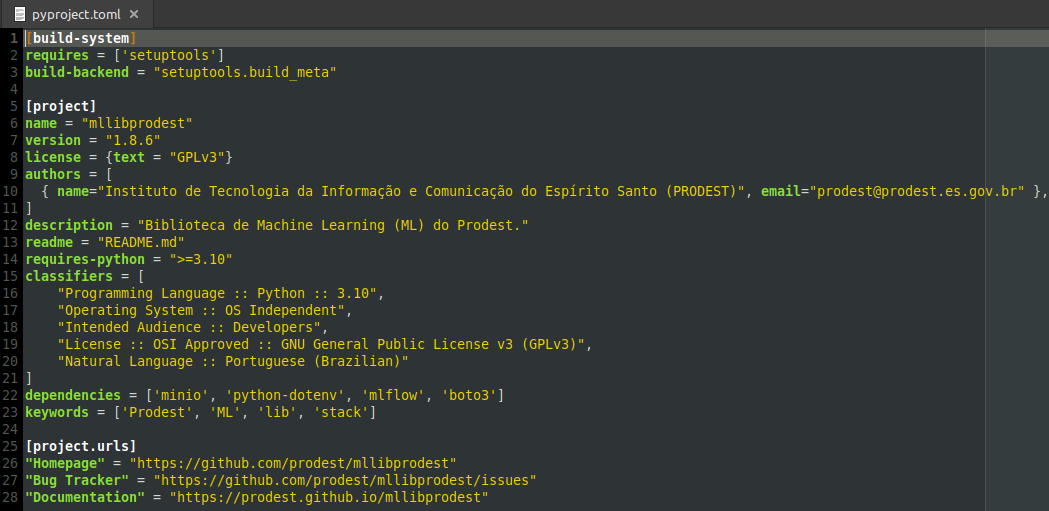 pyproject.toml ×
1 [build-system]
2 requires = ['setuptools']
3 build-backend = "setuptools.build_meta"
4
5 [project]
6 name = "mllibprodest"
7 version = "1.8.6"
8 license = {text = "GPLv3"}
9 authors = [
10   { name="Instituto de Tecnologia da Informação e Comunicação do Espírito Santo (PRODEST)", email="prodest@prodest.es.gov.br" },
11 ]
12 description = "Biblioteca de Machine Learning (ML) do Prodest."
13 readme = "README.md"
14 requires-python = ">=3.10"
15 classifiers = [
16     "Programming Language :: Python :: 3.10",
17     "Operating System :: OS Independent",
18     "Intended Audience :: Developers",
19     "License :: OSI Approved :: GNU General Public License v3 (GPLv3)",
20     "Natural Language :: Portuguese (Brazilian)"
21 ]
22 dependencies = ['minio', 'python-dotenv', 'mlflow', 'boto3']
23 keywords = ['Prodest', 'ML', 'lib', 'stack']
24
25 [project.urls]
26 "Homepage" = "https://github.com/prodest/mllibprodest"
27 "Bug Tracker" = "https://github.com/prodest/mllibprodest/issues"
28 "Documentation" = "https://prodest.github.io/mllibprodest"